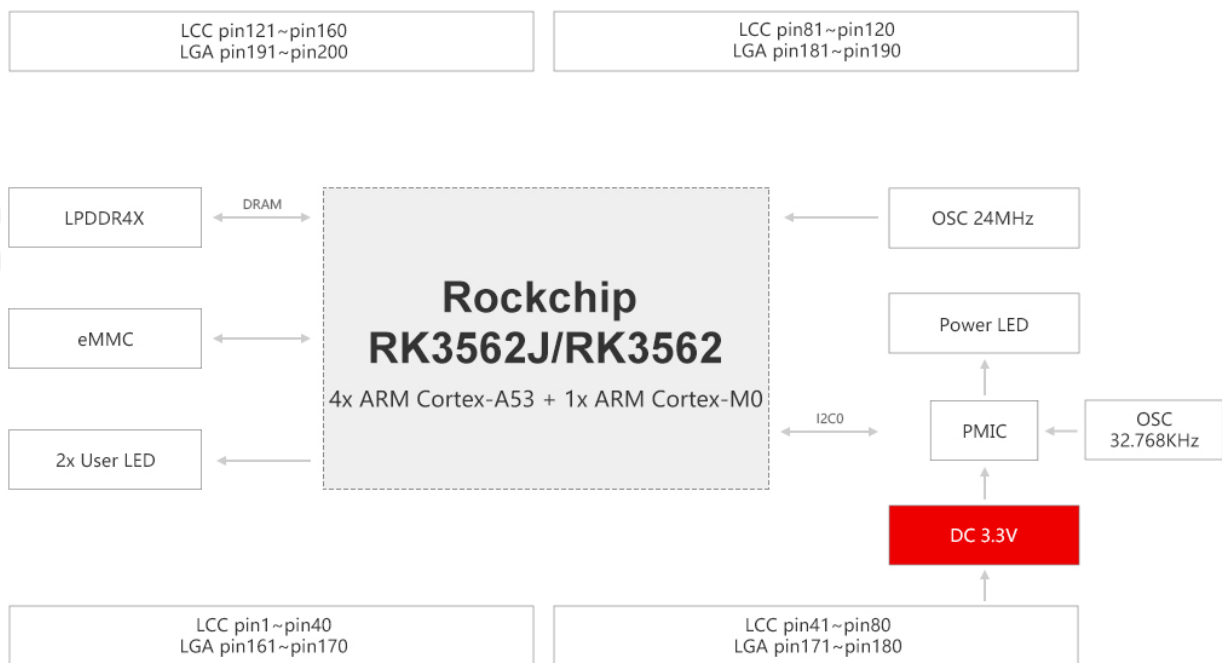 LCC pin121~pin160
LGA pin191~pin200
LCC pin81~pin120
LGA pin181~pin190
LPDDR4X
DRAM
OSC 24MHz
Rockchip
RK3562J/RK3562
4x ARM Cortex-A53 + 1x ARM Cortex-M0
eMMC
Power LED
2x User LED
I2C0
PMIC
OSC
32.768KHz
DC 3.3V
LCC pin1~pin40
LGA pin161~pin170
LCC pin41~pin80
LGA pin171~pin180